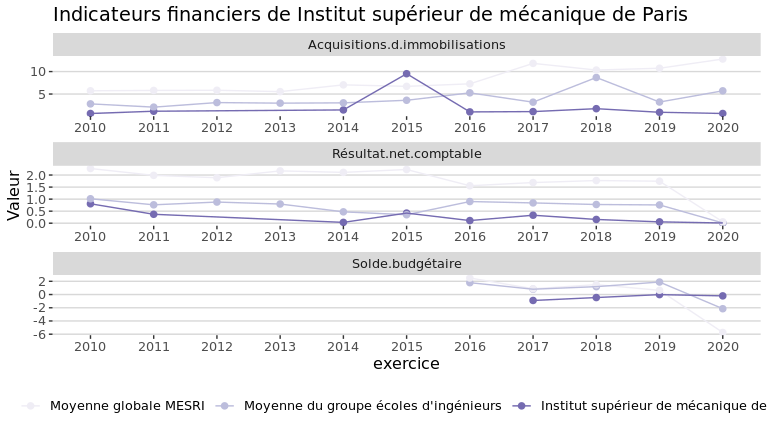 Indicateurs financiers de Institut supérieur de mécanique de Paris
Acquisitions.d.immobilisations
10
5
2010 2011 2012 2013 2014 2015 2016 2017 2018 2019 2020
Résultat.net.comptable
2.0
1.5
1.0
0.5
0.0
2010 2011 2012 2013 2014 2015 2016 2017 2018 2019 2020
Valeur
Solde.budgétaire
2
0
-2
-4
-6
2010 2011 2012 2013 2014 2015 2016 2017 2018 2019 2020
exercice
Moyenne globale MESRI Moyenne du groupe écoles d'ingénieurs Institut supérieur de mécanique de